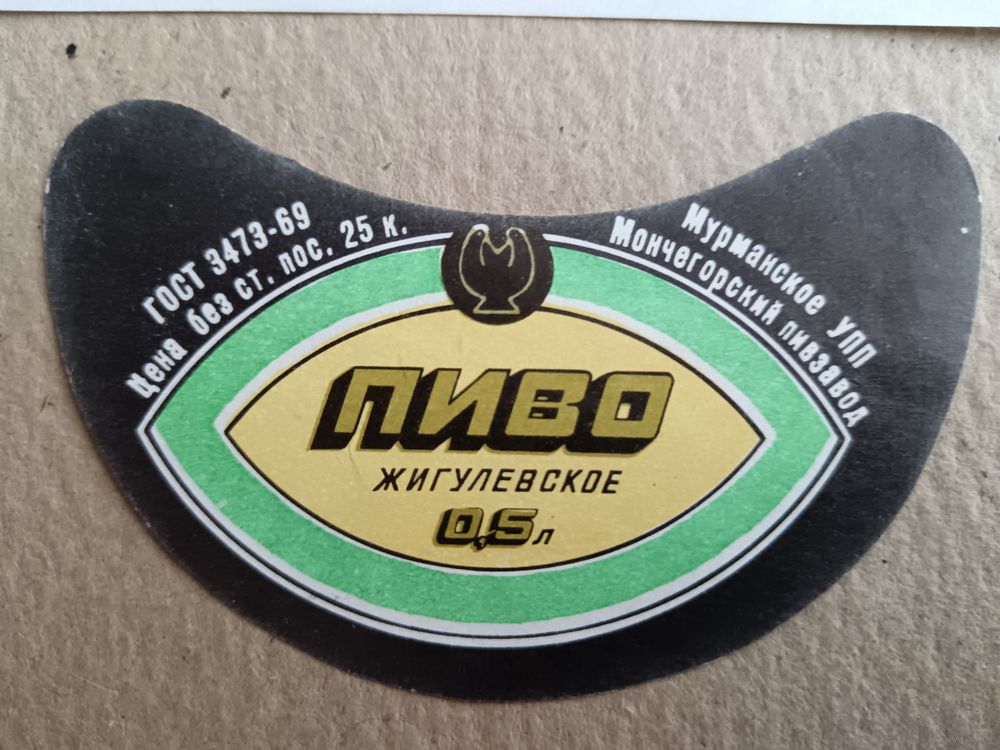 ГОСТ 3473-69
Цена без ст. пос. 25 к.
Мурманское УПП
Мончегорский пивзавод
ПИВО
ЖИГУЛЕВСКОЕ
0,5 л